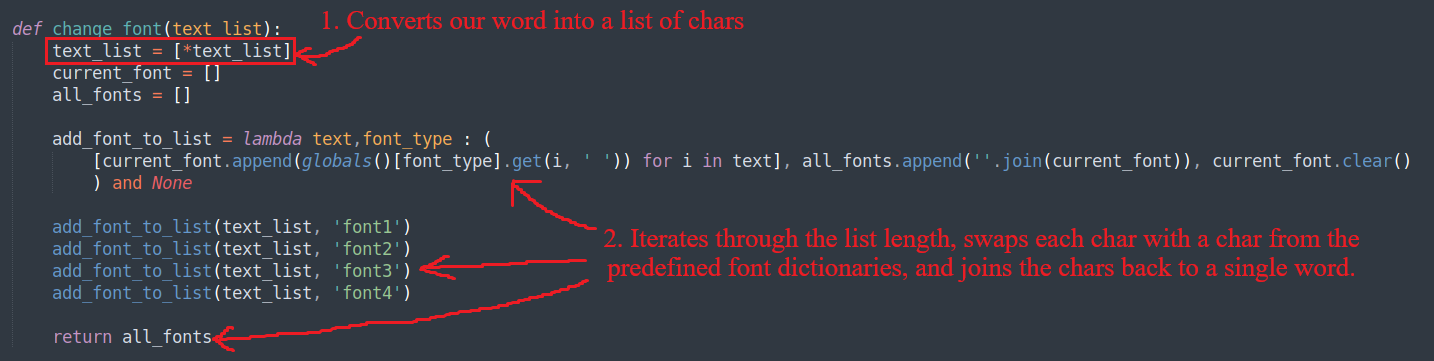 1. Converts our word into a list of chars
def change_font(text_list):
text_list = [*text_list]
current_font = []
all_fonts = []
add_font_to_list = lambda text,font_type : (
[current_font.append(globals()[font_type].get(i, ' ')) for i in text], all_fonts.append(''.join(current_font)), current_font.clear()
) and None
add_font_to_list(text_list, 'font1')
add_font_to_list(text_list, 'font2')
add_font_to_list(text_list, 'font3')
add_font_to_list(text_list, 'font4')
2. Iterates through the list length, swaps each char with a char from the
predefined font dictionaries, and joins the chars back to a single word.
return all_fonts